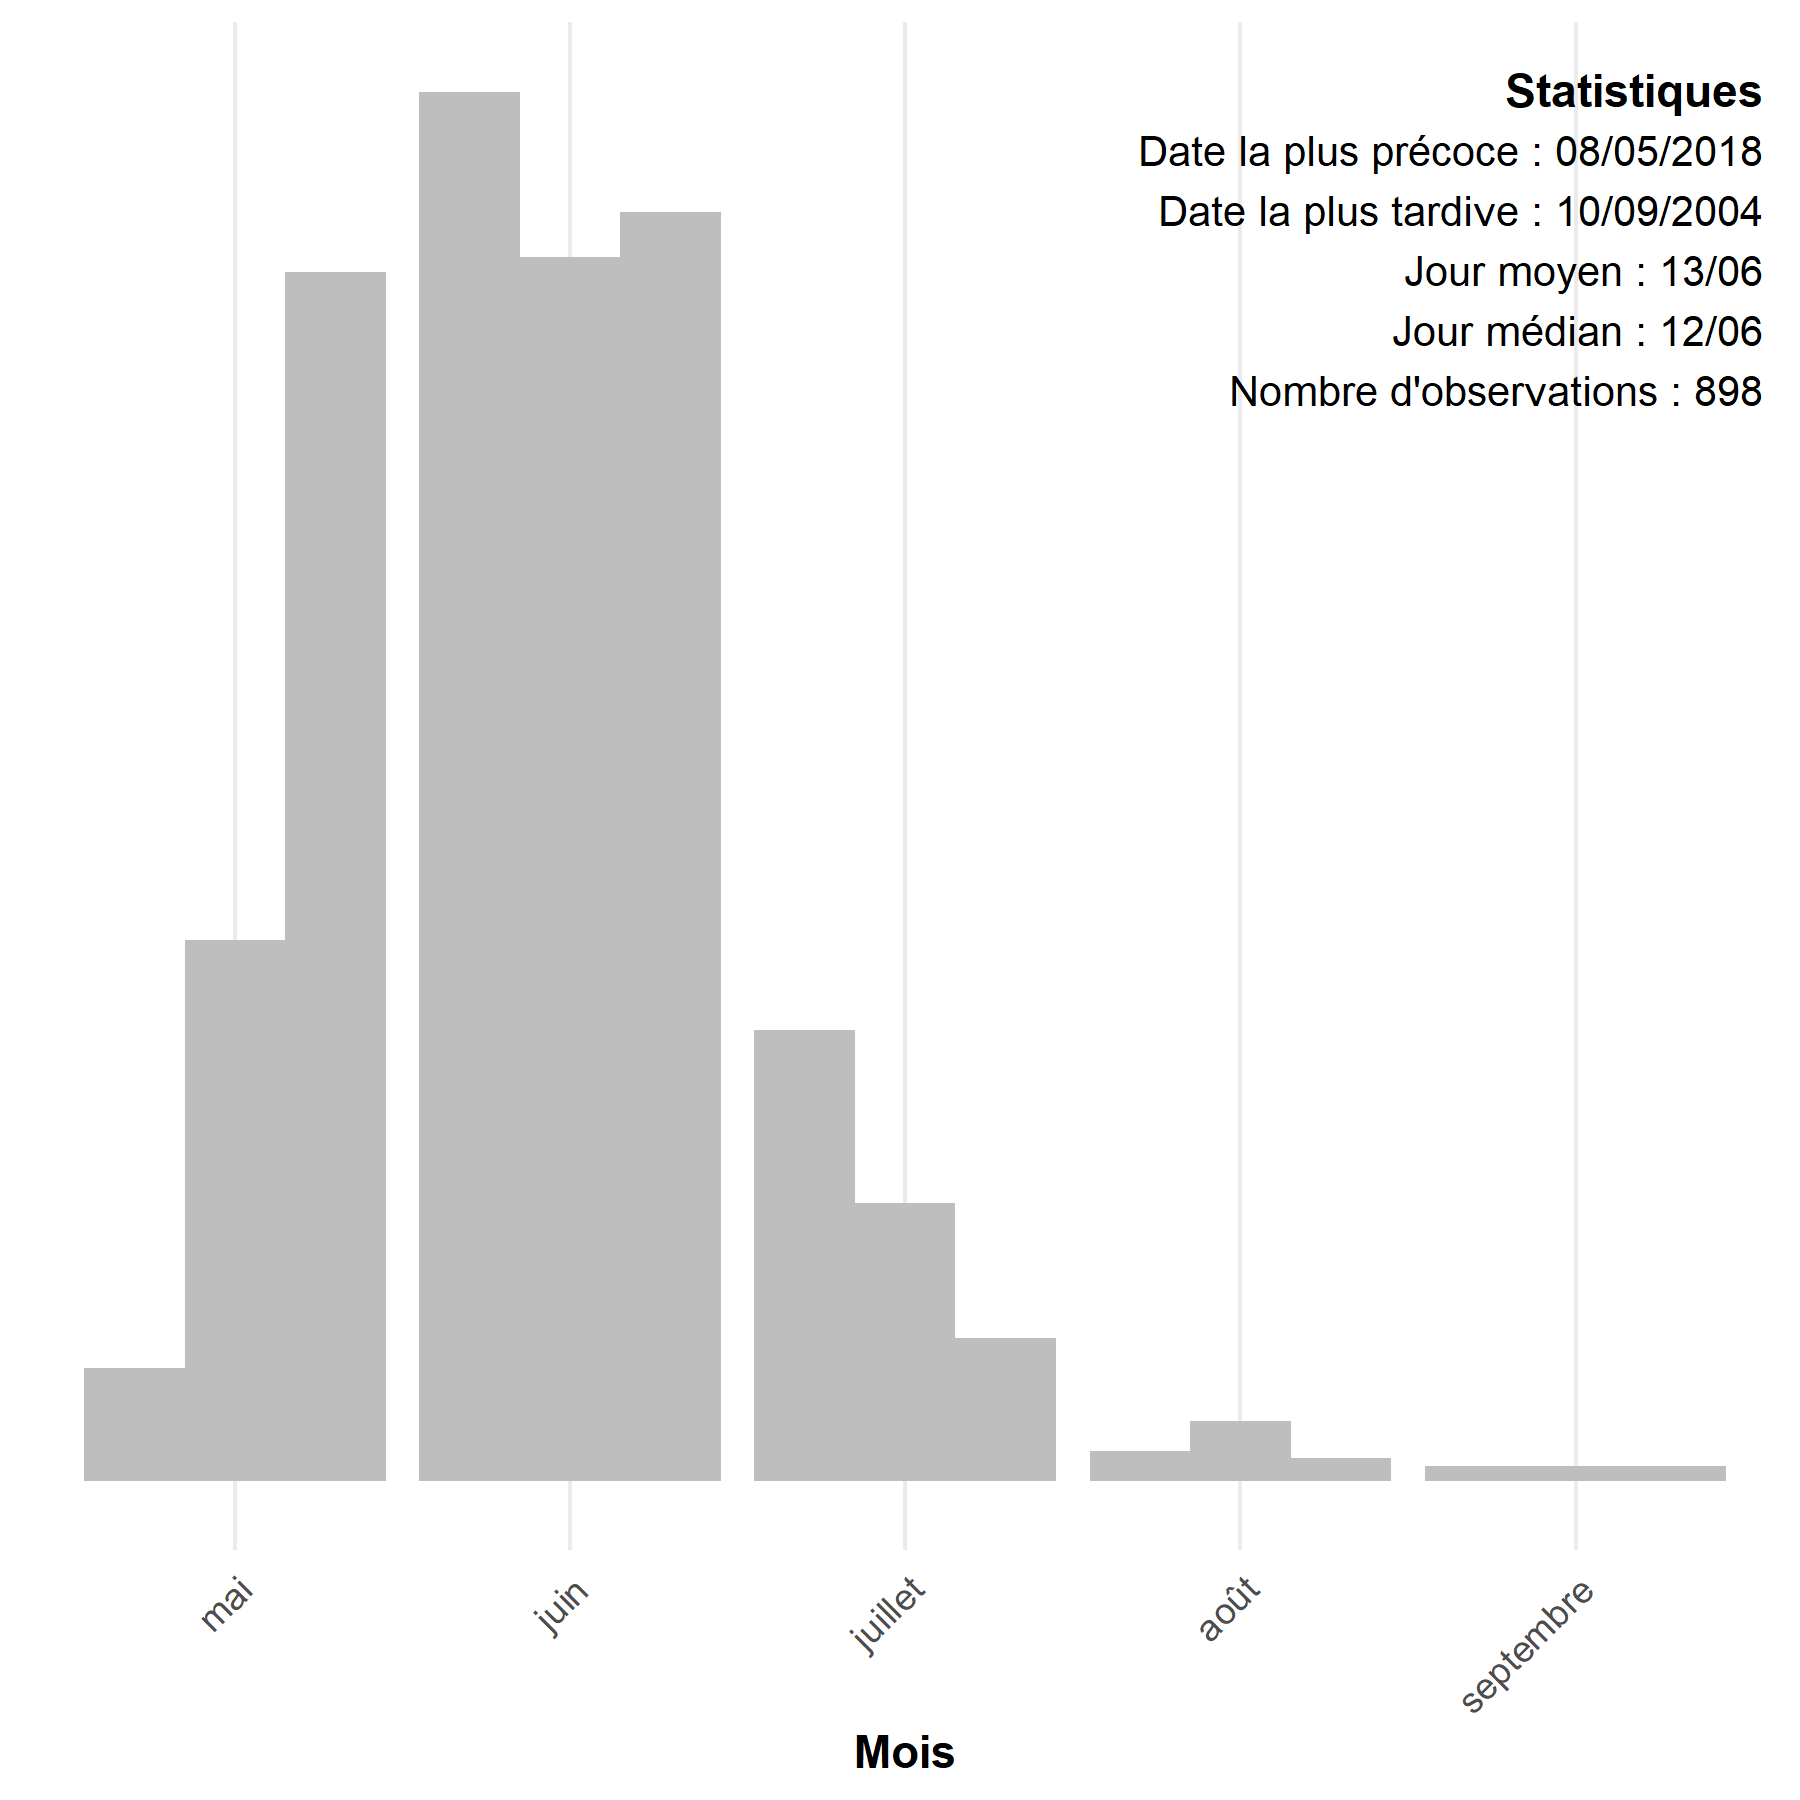 Statistiques
Date la plus précoce : 08/05/2018
Date la plus tardive : 10/09/2004
Jour moyen : 13/06
Jour médian : 12/06
Nombre d'observations : 898
mai
juin
juillet
août
septembre
Mois